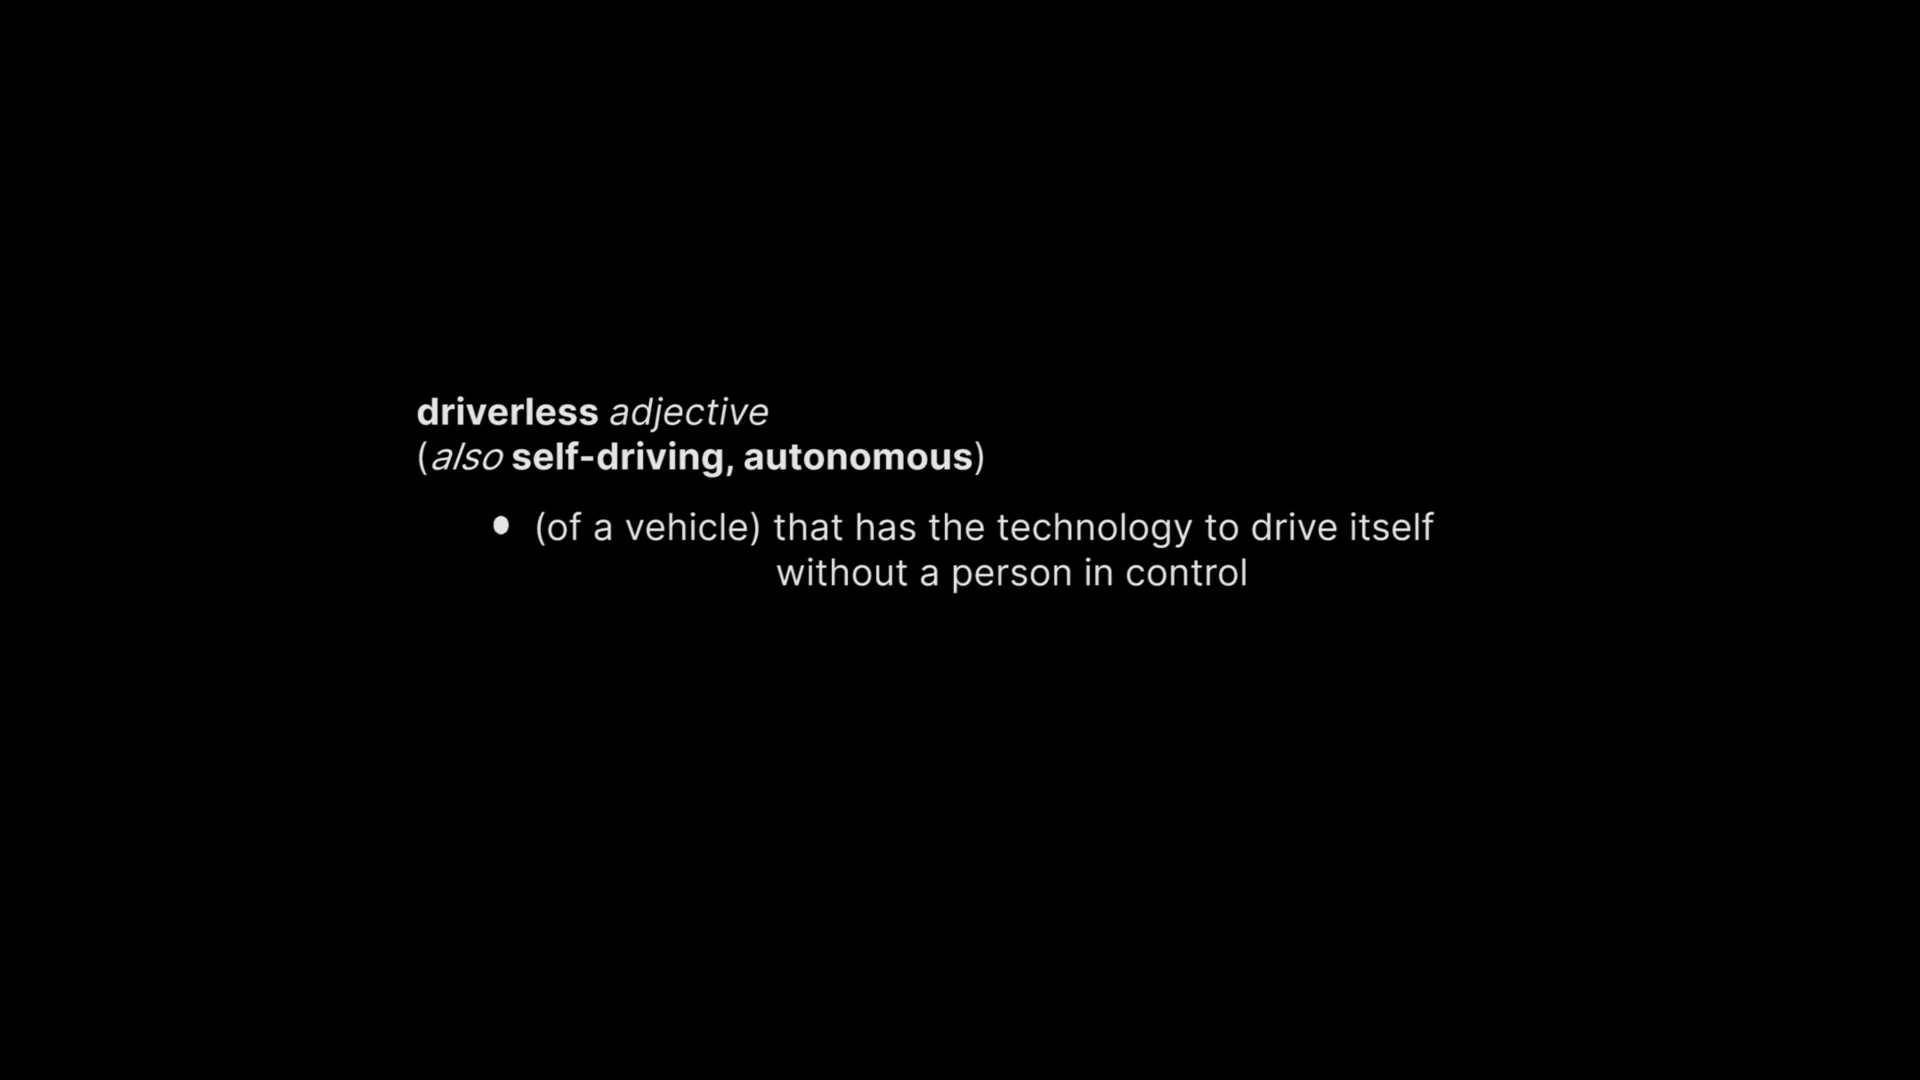 driverless adjective
(also self-driving, autonomous)
• (of a vehicle) that has the technology to drive itself
without a person in control